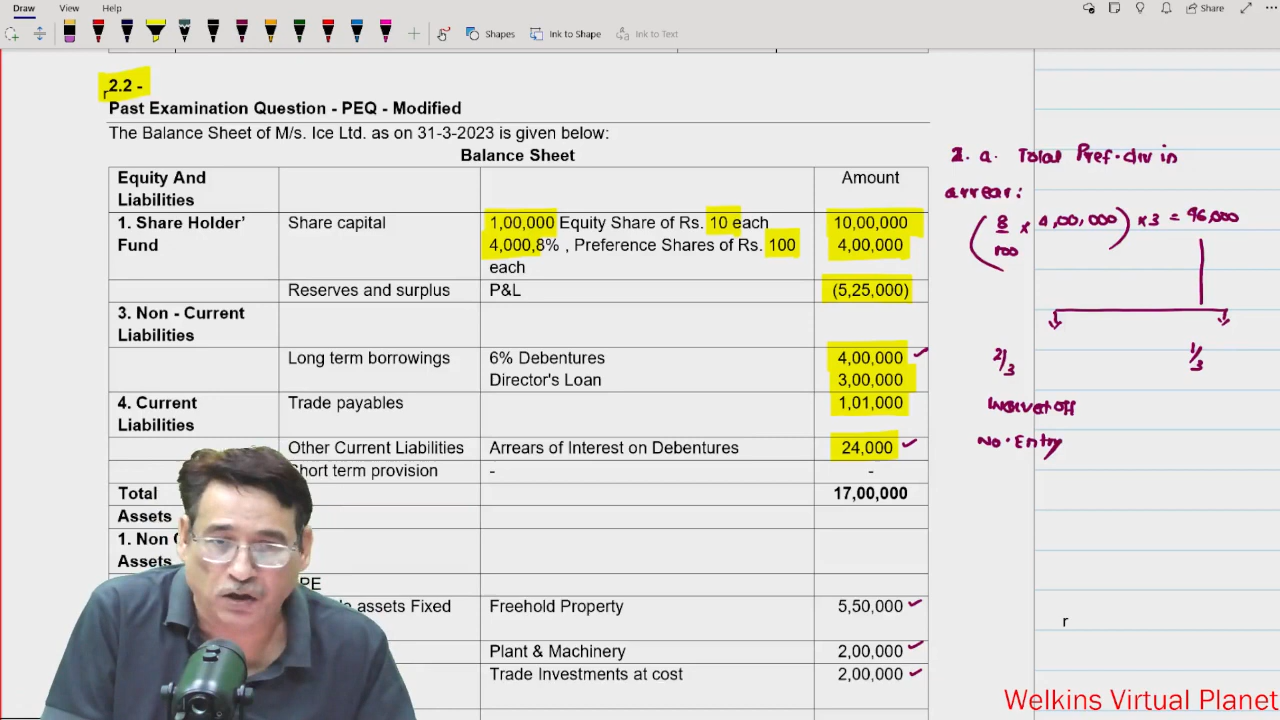 Draw View Help
Share
Shapes Ink to Shape Ink to Text
2.2 -
Past Examination Question - PEQ - Modified
The Balance Sheet of M/s. Ice Ltd. as on 31-3-2023 is given below:
Balance Sheet
Equity And Liabilities Amount
1. Share Holder' Fund Share capital 1,00,000 Equity Share of Rs. 10 each 10,00,000
4,000,8% , Preference Shares of Rs. 100 each 4,00,000
Reserves and surplus P&L (5,25,000)
3. Non - Current Liabilities
Long term borrowings 6% Debentures 4,00,000
Director's Loan 3,00,000
4. Current Liabilities Trade payables 1,01,000
Other Current Liabilities Arrears of Interest on Debentures 24,000
hort term provision - -
Total 17,00,000
Assets
1. Non
Assets
PE
assets Fixed Freehold Property 5,50,000
Plant & Machinery 2,00,000
Trade Investments at cost 2,00,000
1. a. Total Pref. div in
arrear:
(8/100 × 4,00,000) × 3 = 96,000
2/3 1/3
No. Entry
r
Welkins Virtual Planet